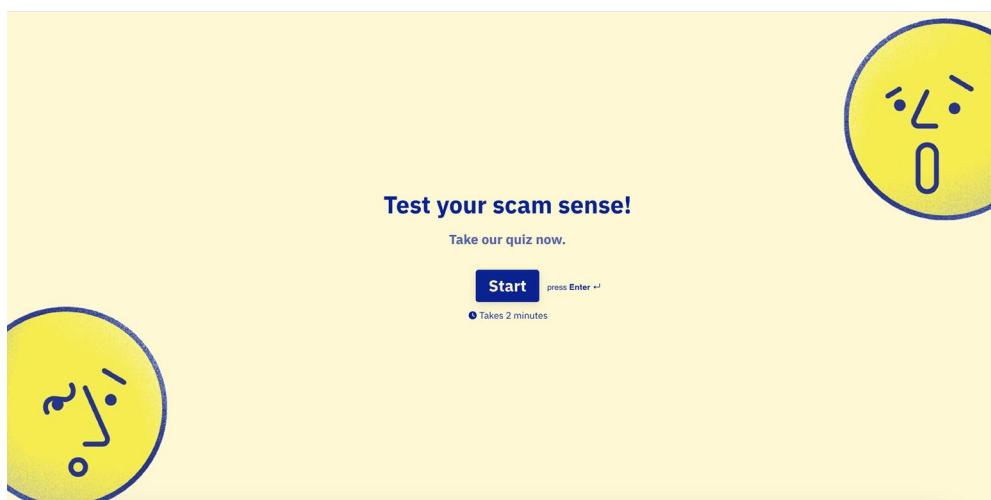 Test your scam sense!
Take our quiz now.
Start press Enter ↵
Takes 2 minutes